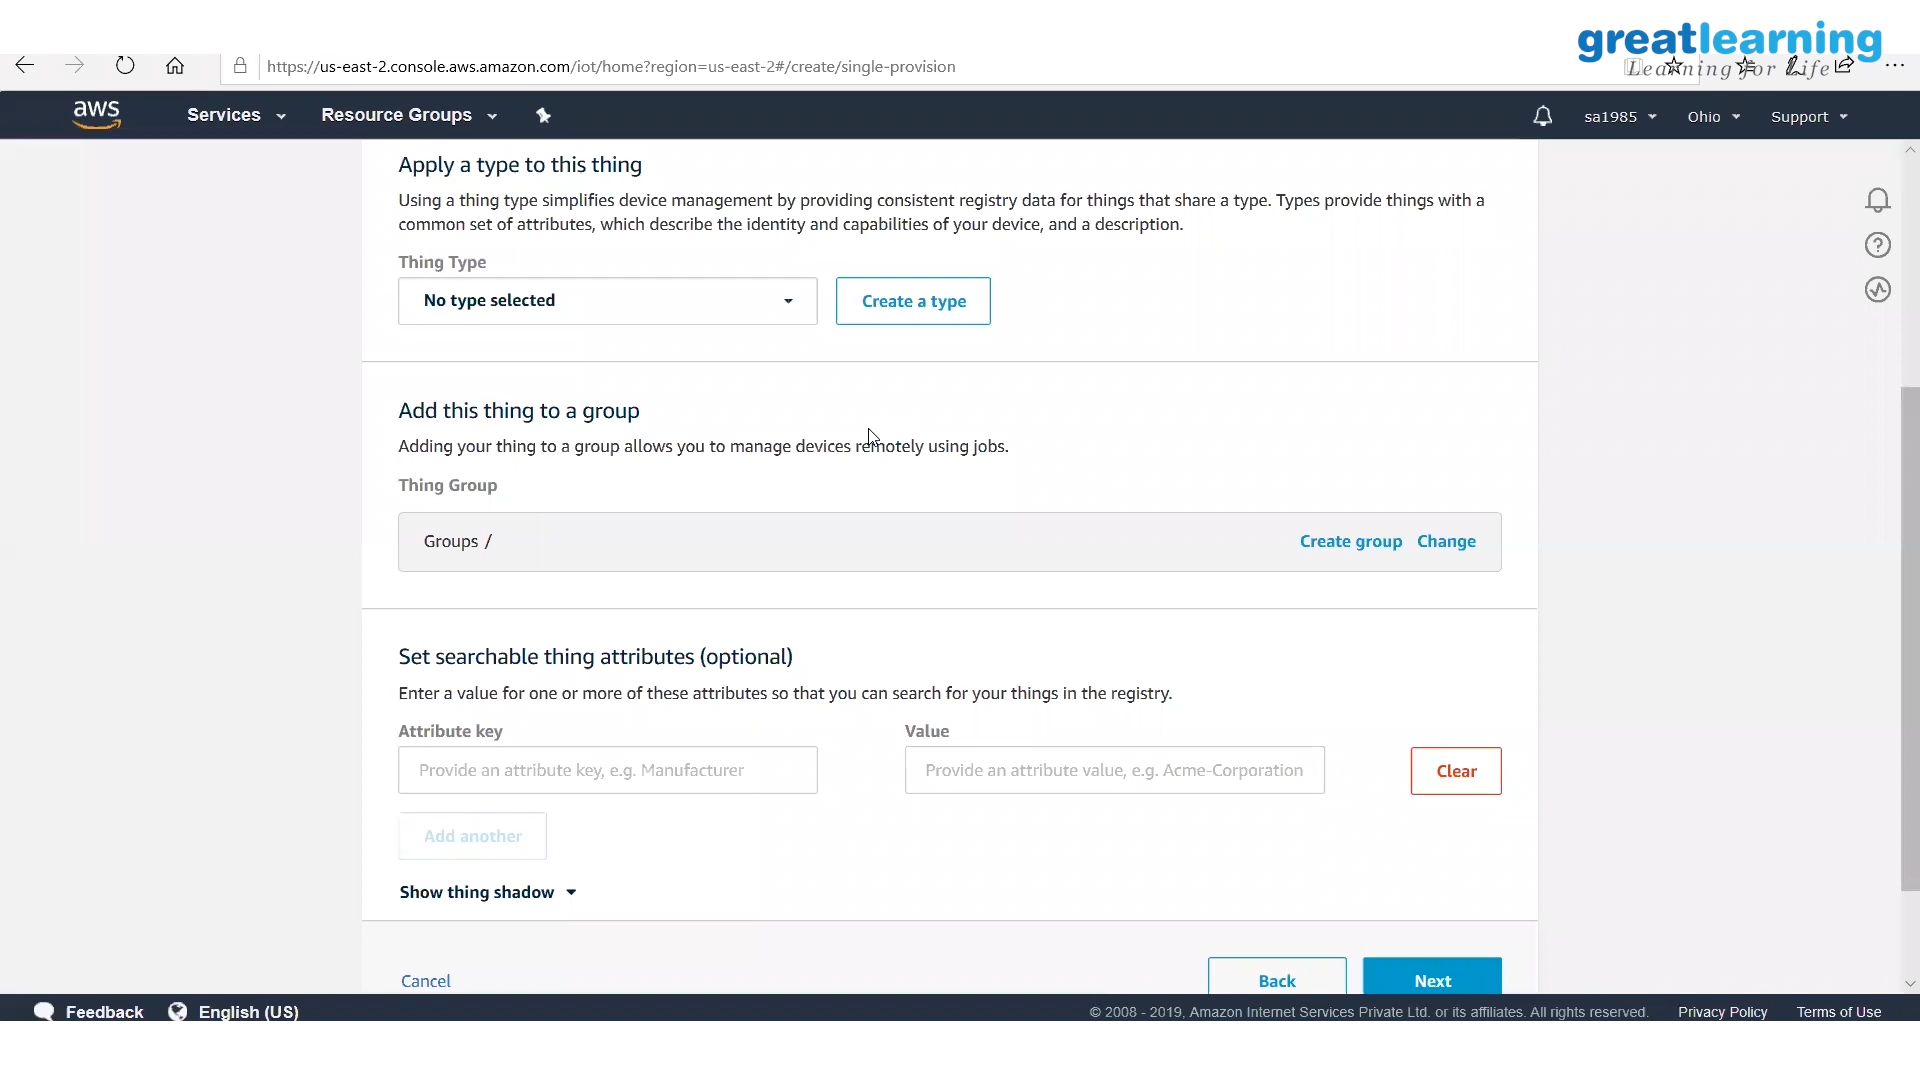 greatlearning
Learning for Life
https://us-east-2.console.aws.amazon.com/iot/home?region=us-east-2#/create/single-provision
aws
Services
Resource Groups
sa1985
Ohio
Support
Apply a type to this thing
Using a thing type simplifies device management by providing consistent registry data for things that share a type. Types provide things with a
common set of attributes, which describe the identity and capabilities of your device, and a description.
Thing Type
No type selected
Create a type
Add this thing to a group
Adding your thing to a group allows you to manage devices remotely using jobs.
Thing Group
Groups /
Create group
Change
Set searchable thing attributes (optional)
Enter a value for one or more of these attributes so that you can search for your things in the registry.
Attribute key
Value
Provide an attribute key, e.g. Manufacturer
Provide an attribute value, e.g. Acme-Corporation
Clear
Add another
Show thing shadow
Cancel
Back
Next
Feedback
English (US)
© 2008 - 2019, Amazon Internet Services Private Ltd. or its affiliates. All rights reserved.
Privacy Policy
Terms of Use